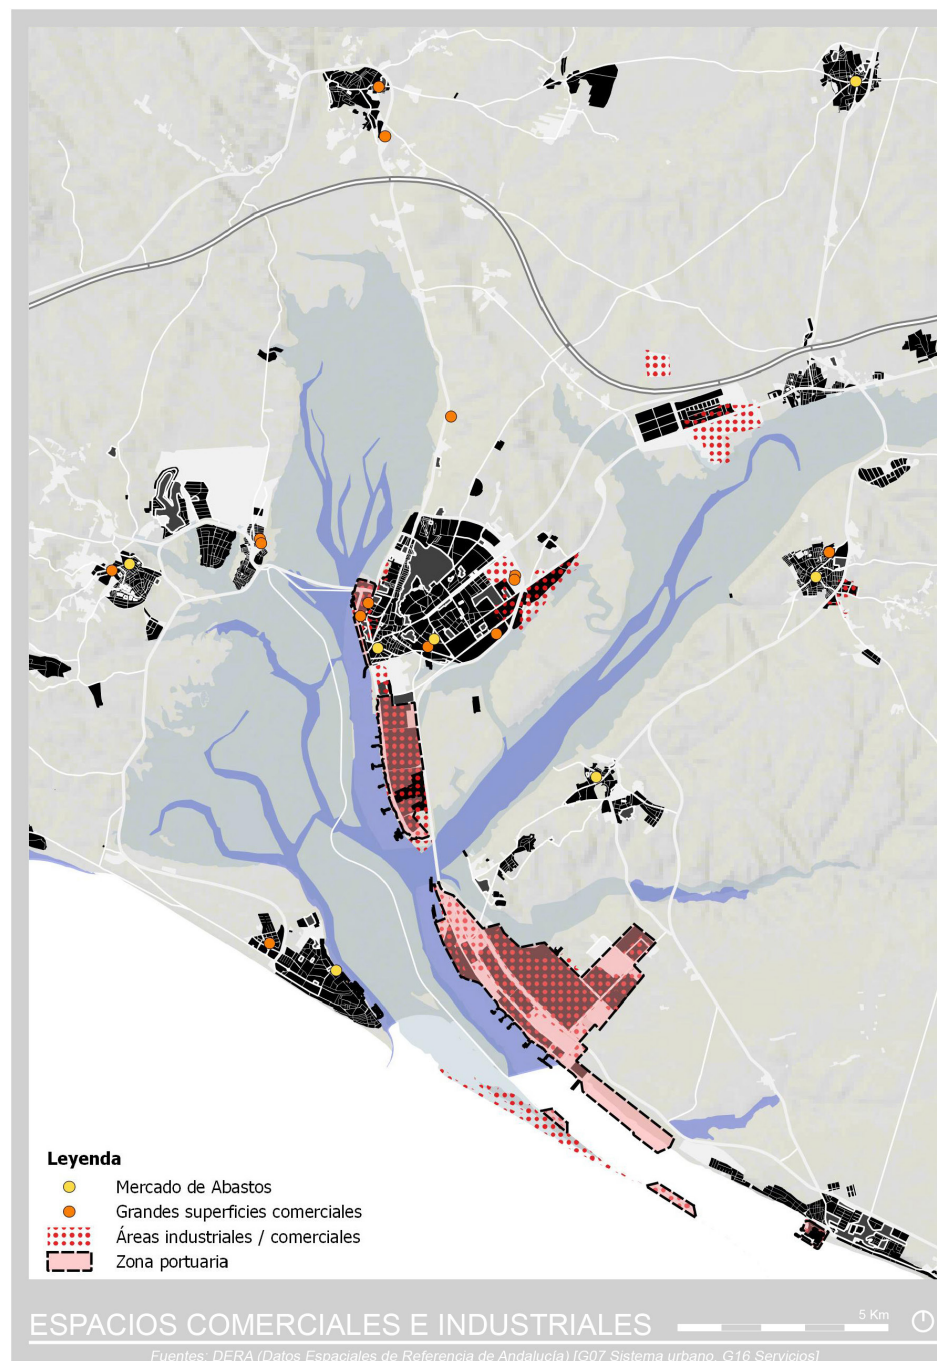 Leyenda
Mercado de Abastos
Grandes superficies comerciales
Áreas industriales / comerciales
Zona portuaria
ESPACIOS COMERCIALES E INDUSTRIALES
5 Km
Fuentes: DERA (Datos Espaciales de Referencia de Andalucía) [G07 Sistema urbano, G16 Servicios]